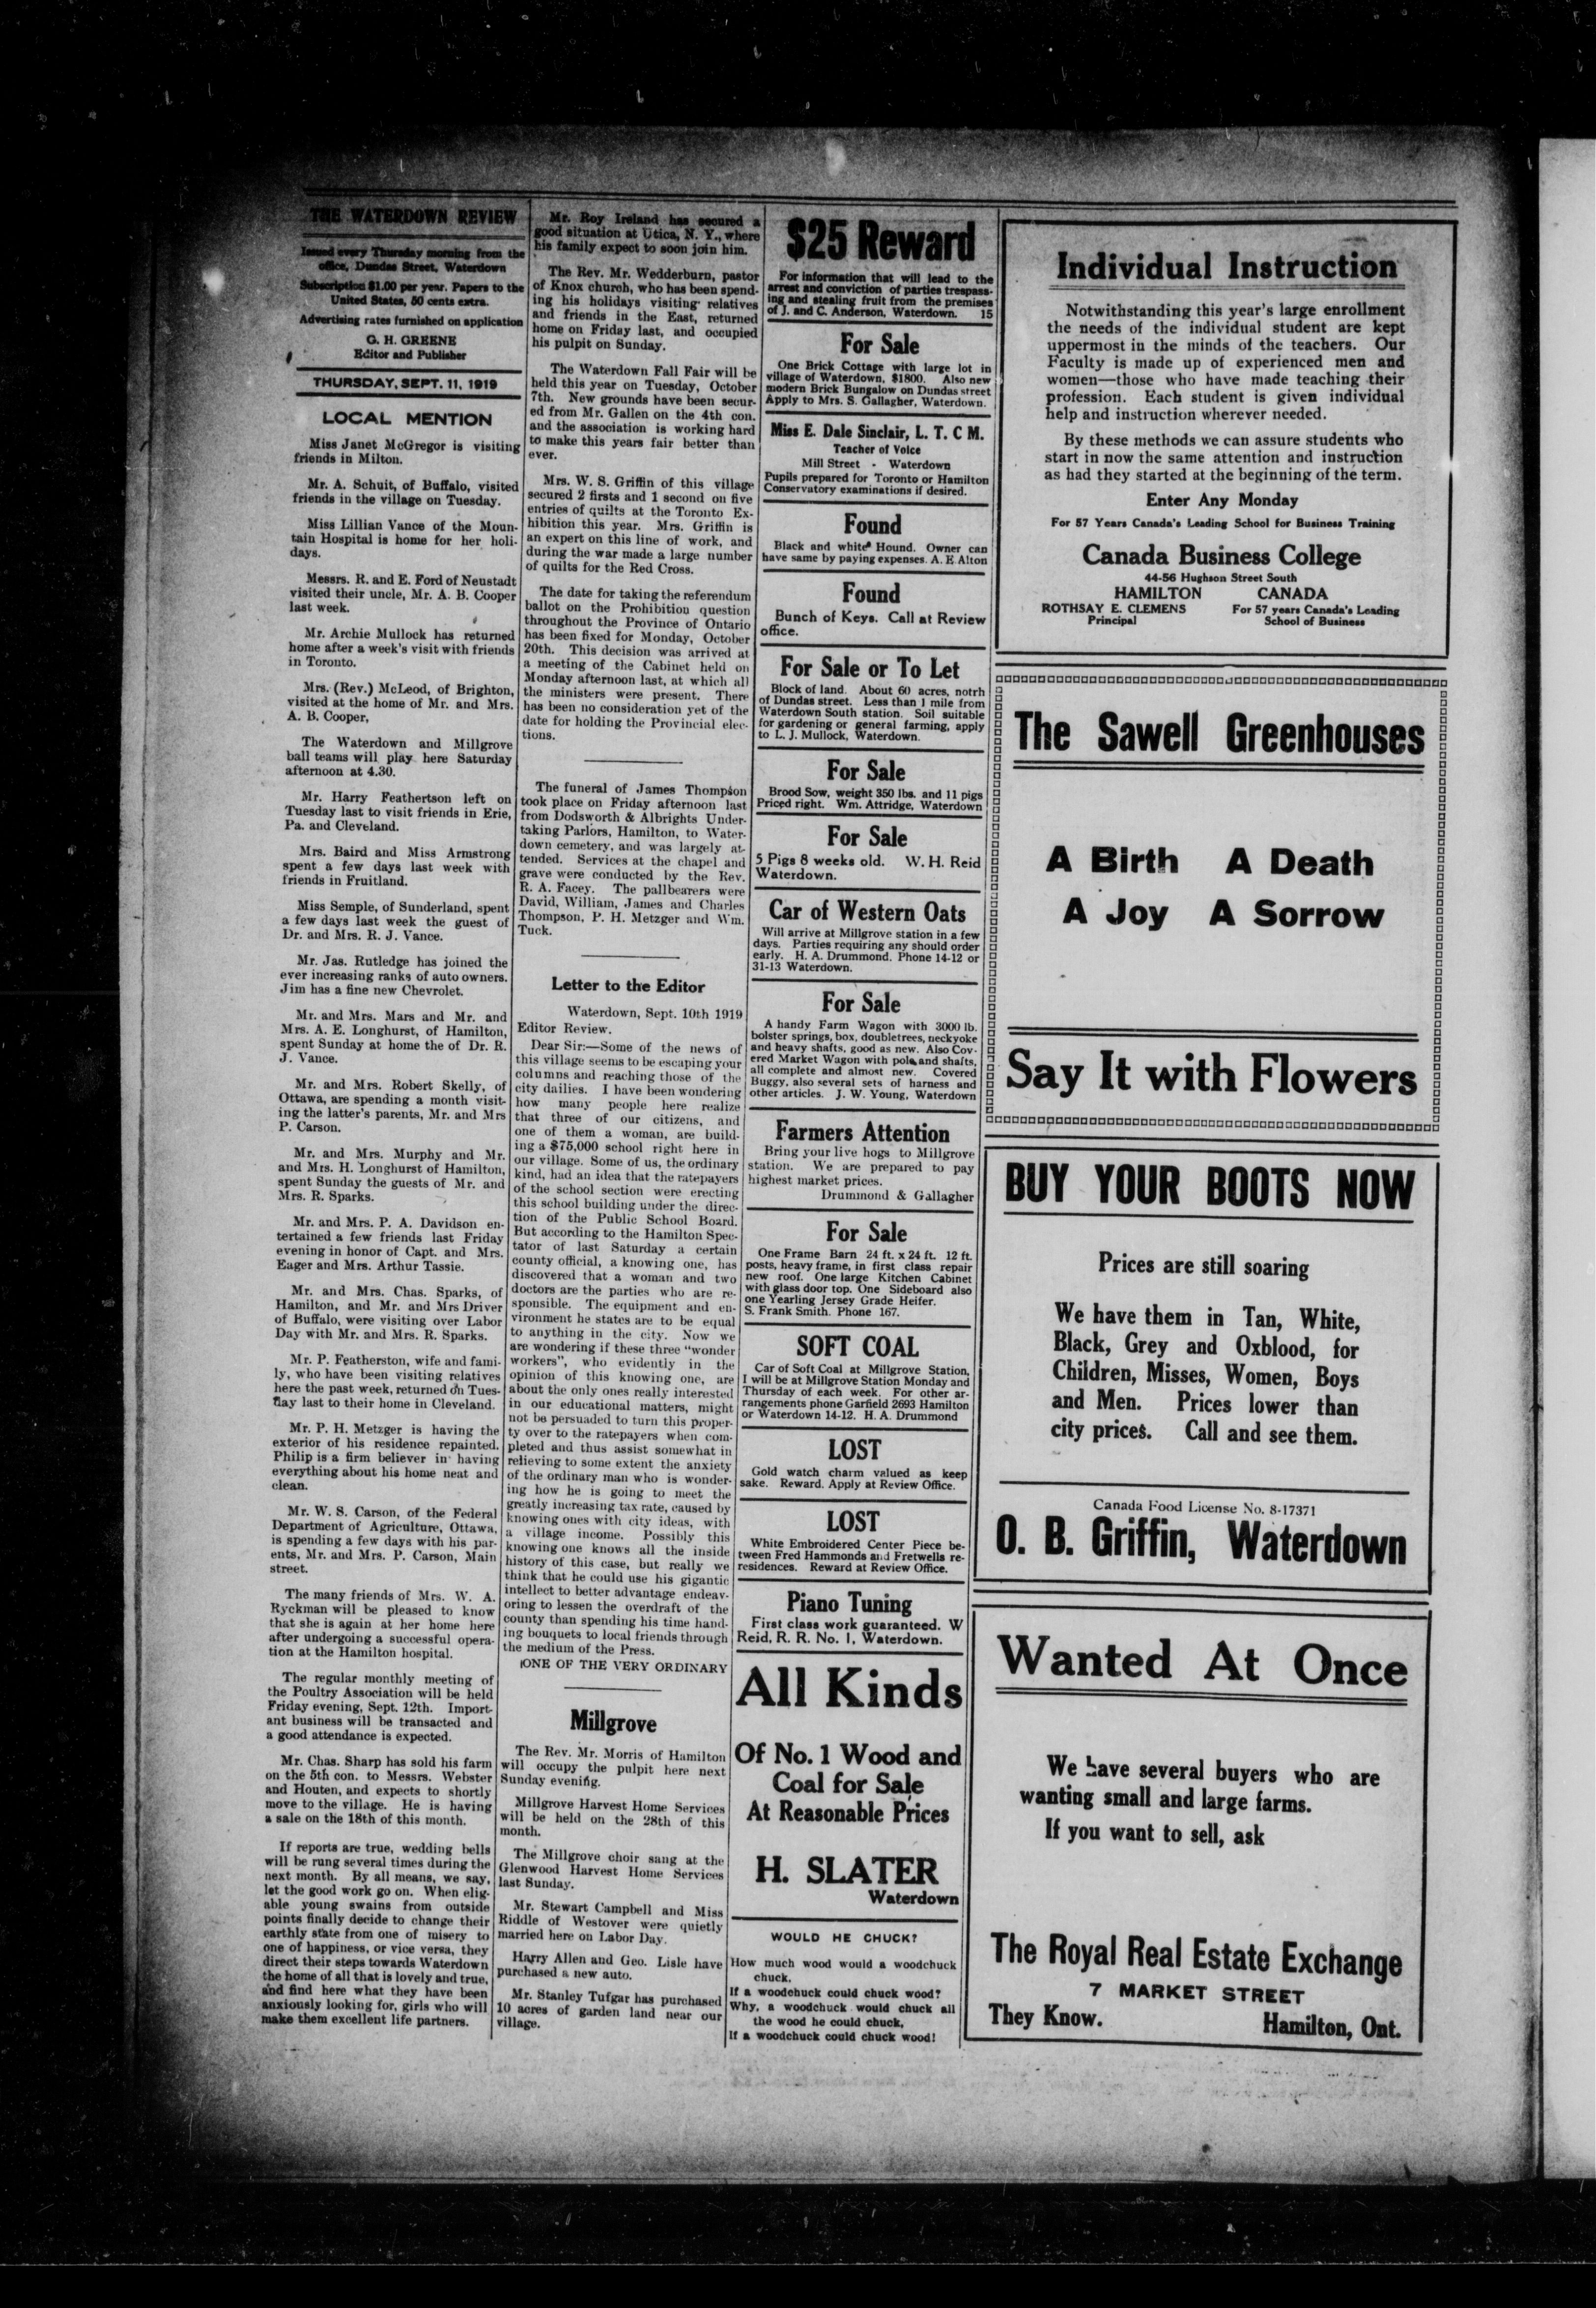 THE WATERDOWN REVIEW
Issued every Thursday morning from the
office, Dundas Street, Waterdown
Subscription $1.00 per year. Papers to the
United States, 50 cents extra.
Advertising rates furnished on application
G. H. GREENE
Editor and Publisher
THURSDAY, SEPT. 11, 1919
LOCAL MENTION
Miss Janet McGregor is visiting
friends in Milton.
Mr. A. Schuit, of Buffalo, visited
friends in the village on Tuesday.
Miss Lillian Vance of the Moun-
tain Hospital is home for her holi-
days.
Messrs. R. and E. Ford of Neustadt
visited their uncle, Mr. A. B. Cooper
last week.
Mr. Archie Mullock has returned
home after a week's visit with friends
in Toronto.
Mrs. (Rev.) McLeod, of Brighton,
visited at the home of Mr. and Mrs.
A. B. Cooper,
The Waterdown and Millgrove
ball teams will play here Saturday
afternoon at 4.30.
Mr. Harry Feathertson left on
Tuesday last to visit friends in Erie,
Pa. and Cleveland.
Mrs. Baird and Miss Armstrong
spent a few days last week with
friends in Fruitland.
Miss Semple, of Sunderland, spent
a few days last week the guest of
Dr. and Mrs. R. J. Vance.
Mr. Jas. Rutledge has joined the
ever increasing ranks of auto owners.
Jim has a fine new Chevrolet.
Mr. and Mrs. Mars and Mr. and
Mrs. A. E. Longhurst, of Hamilton,
spent Sunday at home the of Dr. R.
J. Vance.
Mr. and Mrs. Robert Skelly, of
Ottawa, are spending a month visit-
ing the latter's parents, Mr. and Mrs
P. Carson.
Mr. and Mrs. Murphy and Mr.
and Mrs. H. Longhurst of Hamilton,
spent Sunday the guests of Mr. and
Mrs. R. Sparks.
Mr. and Mrs. P. A. Davidson en-
tertained a few friends last Friday
evening in honor of Capt. and Mrs.
Eager and Mrs. Arthur Tassie.
Mr. and Mrs. Chas. Sparks, of
Hamilton, and Mr. and Mrs Driver
of Buffalo, were visiting over Labor
Day with Mr. and Mrs. R. Sparks.
Mr. P. Featherston, wife and fami-
ly, who have been visiting relatives
here the past week, returned on Tues-
day last to their home in Cleveland.
Mr. P. H. Metzger is having the
exterior of his residence repainted.
Philip is a firm believer in having
everything about his home neat and
clean.
Mr. W. S. Carson, of the Federal
Department of Agriculture, Ottawa,
is spending a few days with his par-
ents, Mr. and Mrs. P. Carson, Main
street.
The many friends of Mrs. W. A.
Ryckman will be pleased to know
that she is again at her home here
after undergoing a successful opera-
tion at the Hamilton hospital.
The regular monthly meeting of
the Poultry Association will be held
Friday evening, Sept. 12th. Import-
ant business will be transacted and
a good attendance is expected.
Mr. Chas. Sharp has sold his farm
on the 5th con. to Messrs. Webster
and Houten, and expects to shortly
move to the village. He is having
a sale on the 18th of this month.
If reports are true, wedding bells
will be rung several times during the
next month. By all means, we say,
let the good work go on. When elig-
able young swains from outside
points finally decide to change their
earthly state from one of misery to
one of happiness, or vice versa, they
direct their steps towards Waterdown
the home of all that is lovely and true,
and find here what they have been
anxiously looking for, girls who will
make them excellent life partners.
Mr. Roy Ireland has secured a
good situation at Utica, N. Y., where
his family expect to soon join him.
The Rev. Mr. Wedderburn, pastor
of Knox church, who has been spend-
ing his holidays visiting relatives
and friends in the East, returned
home on Friday last, and occupied
his pulpit on Sunday.
The Waterdown Fall Fair will be
held this year on Tuesday, October
7th. New grounds have been secur-
ed from Mr. Gallen on the 4th con.
and the association is working hard
to make this years fair better than
ever.
Mrs. W. S. Griffin of this village
secured 2 firsts and 1 second on five
entries of quilts at the Toronto Ex-
hibition this year. Mrs. Griffin is
an expert on this line of work, and
during the war made a large number
of quilts for the Red Cross.
The date for taking the referendum
ballot on the Prohibition question
throughout the Province of Ontario
has been fixed for Monday, October
20th. This decision was arrived at
a meeting of the Cabinet held on
Monday afternoon last, at which all
the ministers were present. There
has been no consideration yet of the
date for holding the Provincial elec-
tions.
The funeral of James Thompson
took place on Friday afternoon last
from Dodsworth & Albrights Under-
taking Parlors, Hamilton, to Water-
down cemetery, and was largely at-
tended. Services at the chapel and
grave were conducted by the Rev.
R. A. Facey. The pallbearers were
David, William, James and Charles
Thompson, P. H. Metzger and Wm.
Tuck.
Letter to the Editor
Waterdown, Sept. 10th 1919
Editor Review.
Dear Sir:—Some of the news of
this village seems to be escaping your
columns and reaching those of the
city dailies. I have been wondering
how many people here realize
that three of our citizens, and
one of them a woman, are build-
ing a $75,000 school right here in
our village. Some of us, the ordinary
kind, had an idea that the ratepayers
of the school section were erecting
this school building under the direc-
tion of the Public School Board.
But according to the Hamilton Spec-
tator of last Saturday a certain
county official, a knowing one, has
discovered that a woman and two
doctors are the parties who are re-
sponsible. The equipment and en-
vironment he states are to be equal
to anything in the city. Now we
are wondering if these three "wonder
workers", who evidently in the
opinion of this knowing one, are
about the only ones really interested
in our educational matters, might
not be persuaded to turn this proper-
ty over to the ratepayers when com-
pleted and thus assist somewhat in
relieving to some extent the anxiety
of the ordinary man who is wonder-
ing how he is going to meet the
greatly increasing tax rate, caused by
knowing ones with city ideas, with
a village income. Possibly this
knowing one knows all the inside
history of this case, but really we
think that he could use his gigantic
intellect to better advantage endeav-
oring to lessen the overdraft of the
county than spending his time hand-
ing bouquets to local friends through
the medium of the Press.
ONE OF THE VERY ORDINARY
Millgrove
The Rev. Mr. Morris of Hamilton
will occupy the pulpit here next
Sunday evening.
Millgrove Harvest Home Services
will be held on the 28th of this
month.
The Millgrove choir sang at the
Glenwood Harvest Home Services
last Sunday.
Mr. Stewart Campbell and Miss
Riddle of Westover were quietly
married here on Labor Day.
Harry Allen and Geo. Lisle have
purchased a new auto.
Mr. Stanley Tufgar has purchased
10 acres of garden land near our
village.
$25 Reward
For information that will lead to the
arrest and conviction of parties trespass-
ing and stealing fruit from the premises
of J. and C. Anderson, Waterdown. 15
For Sale
One Brick Cottage with large lot in
village of Waterdown, $1800. Also new
modern Brick Bungalow on Dundas street
Apply to Mrs. S. Gallagher, Waterdown.
Miss E. Dale Sinclair, L. T. C M.
Teacher of Voice
Mill Street - Waterdown
Pupils prepared for Toronto or Hamilton
Conservatory examinations if desired.
Found
Black and white Hound. Owner can
have same by paying expenses. A. E Alton
Found
Bunch of Keys. Call at Review
office.
For Sale or To Let
Block of land. About 60 acres, notrh
of Dundas street. Less than 1 mile from
Waterdown South station. Soil suitable
for gardening or general farming, apply
to L. J. Mullock, Waterdown.
For Sale
Brood Sow, weight 350 lbs. and 11 pigs
Priced right. Wm. Attridge, Waterdown
For Sale
5 Pigs 8 weeks old. W. H. Reid
Waterdown.
Car of Western Oats
Will arrive at Millgrove station in a few
days. Parties requiring any should order
early. H. A. Drummond. Phone 14-12 or
31-13 Waterdown.
For Sale
A handy Farm Wagon with 3000 lb.
bolster springs, box, doubletrees, neckyoke
and heavy shafts, good as new. Also Cov-
ered Market Wagon with pole and shafts,
all complete and almost new. Covered
Buggy, also several sets of harness and
other articles. J. W. Young, Waterdown
Farmers Attention
Bring your live hogs to Millgrove
station. We are prepared to pay
highest market prices.
Drummond & Gallagher
For Sale
One Frame Barn 24 ft. x 24 ft. 12 ft.
posts, heavy frame, in first class repair
new roof. One large Kitchen Cabinet
with glass door top. One Sideboard also
one Yearling Jersey Grade Heifer.
S. Frank Smith. Phone 167.
SOFT COAL
Car of Soft Coal at Millgrove Station,
I will be at Millgrove Station Monday and
Thursday of each week. For other ar-
rangements phone Garfield 2693 Hamilton
or Waterdown 14-12. H. A. Drummond
LOST
Gold watch charm valued as keep
sake. Reward. Apply at Review Office.
LOST
White Embroidered Center Piece be-
tween Fred Hammonds and Fretwells re-
residences. Reward at Review Office.
Piano Tuning
First class work guaranteed. W
Reid, R. R. No. 1, Waterdown.
All Kinds
Of No. 1 Wood and
Coal for Sale
At Reasonable Prices
H. SLATER
Waterdown
WOULD HE CHUCK?
How much wood would a woodchuck
chuck,
If a woodchuck could chuck wood?
Why, a woodchuck would chuck all
the wood he could chuck,
If a woodchuck could chuck wood!
Individual Instruction
Notwithstanding this year's large enrollment
the needs of the individual student are kept
uppermost in the minds of the teachers. Our
Faculty is made up of experienced men and
women—those who have made teaching their
profession. Each student is given individual
help and instruction wherever needed.
By these methods we can assure students who
start in now the same attention and instruction
as had they started at the beginning of the term.
Enter Any Monday
For 57 Years Canada's Leading School for Business Training
Canada Business College
44-56 Hughson Street South
HAMILTON CANADA
ROTHSAY E. CLEMENS For 57 years Canada's Leading
Principal School of Business
The Sawell Greenhouses
A Birth A Death
A Joy A Sorrow
Say It with Flowers
BUY YOUR BOOTS NOW
Prices are still soaring
We have them in Tan, White,
Black, Grey and Oxblood, for
Children, Misses, Women, Boys
and Men. Prices lower than
city prices. Call and see them.
Canada Food License No. 8-17371
O. B. Griffin, Waterdown
Wanted At Once
We have several buyers who are
wanting small and large farms.
If you want to sell, ask
The Royal Real Estate Exchange
7 MARKET STREET
They Know. Hamilton, Ont.